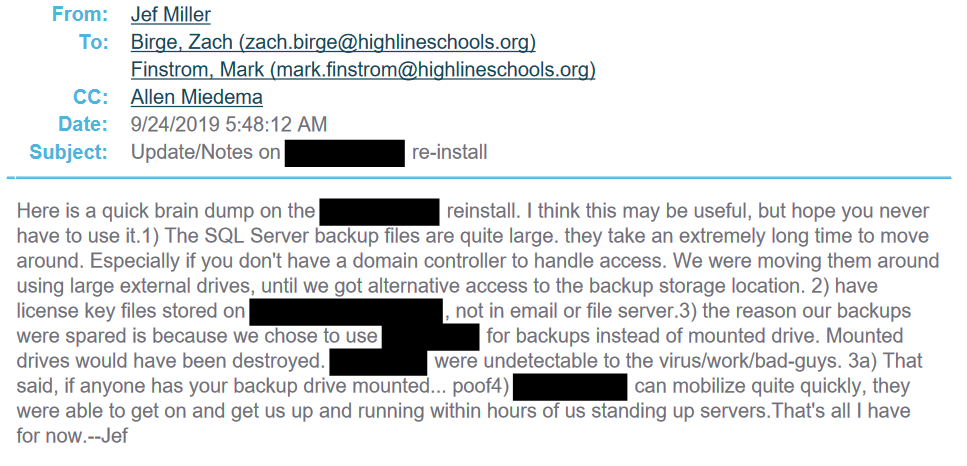 From: Jef Miller
To: Birge, Zach (zach.birge@highlineschools.org)
Finstrom, Mark (mark.finstrom@highlineschools.org)
CC: Allen Miedema
Date: 9/24/2019 5:48:12 AM
Subject: Update/Notes on re-install
Here is a quick brain dump on the reinstall. I think this may be useful, but hope you never
have to use it.1) The SQL Server backup files are quite large. they take an extremely long time to move
around. Especially if you don't have a domain controller to handle access. We were moving them around
using large external drives, until we got alternative access to the backup storage location. 2) have
license key files stored on , not in email or file server.3) the reason our backups
were spared is because we chose to use for backups instead of mounted drive. Mounted
drives would have been destroyed. were undetectable to the virus/work/bad-guys. 3a) That
said, if anyone has your backup drive mounted... poof4) can mobilize quite quickly, they
were able to get on and get us up and running within hours of us standing up servers.That's all I have
for now.--Jef